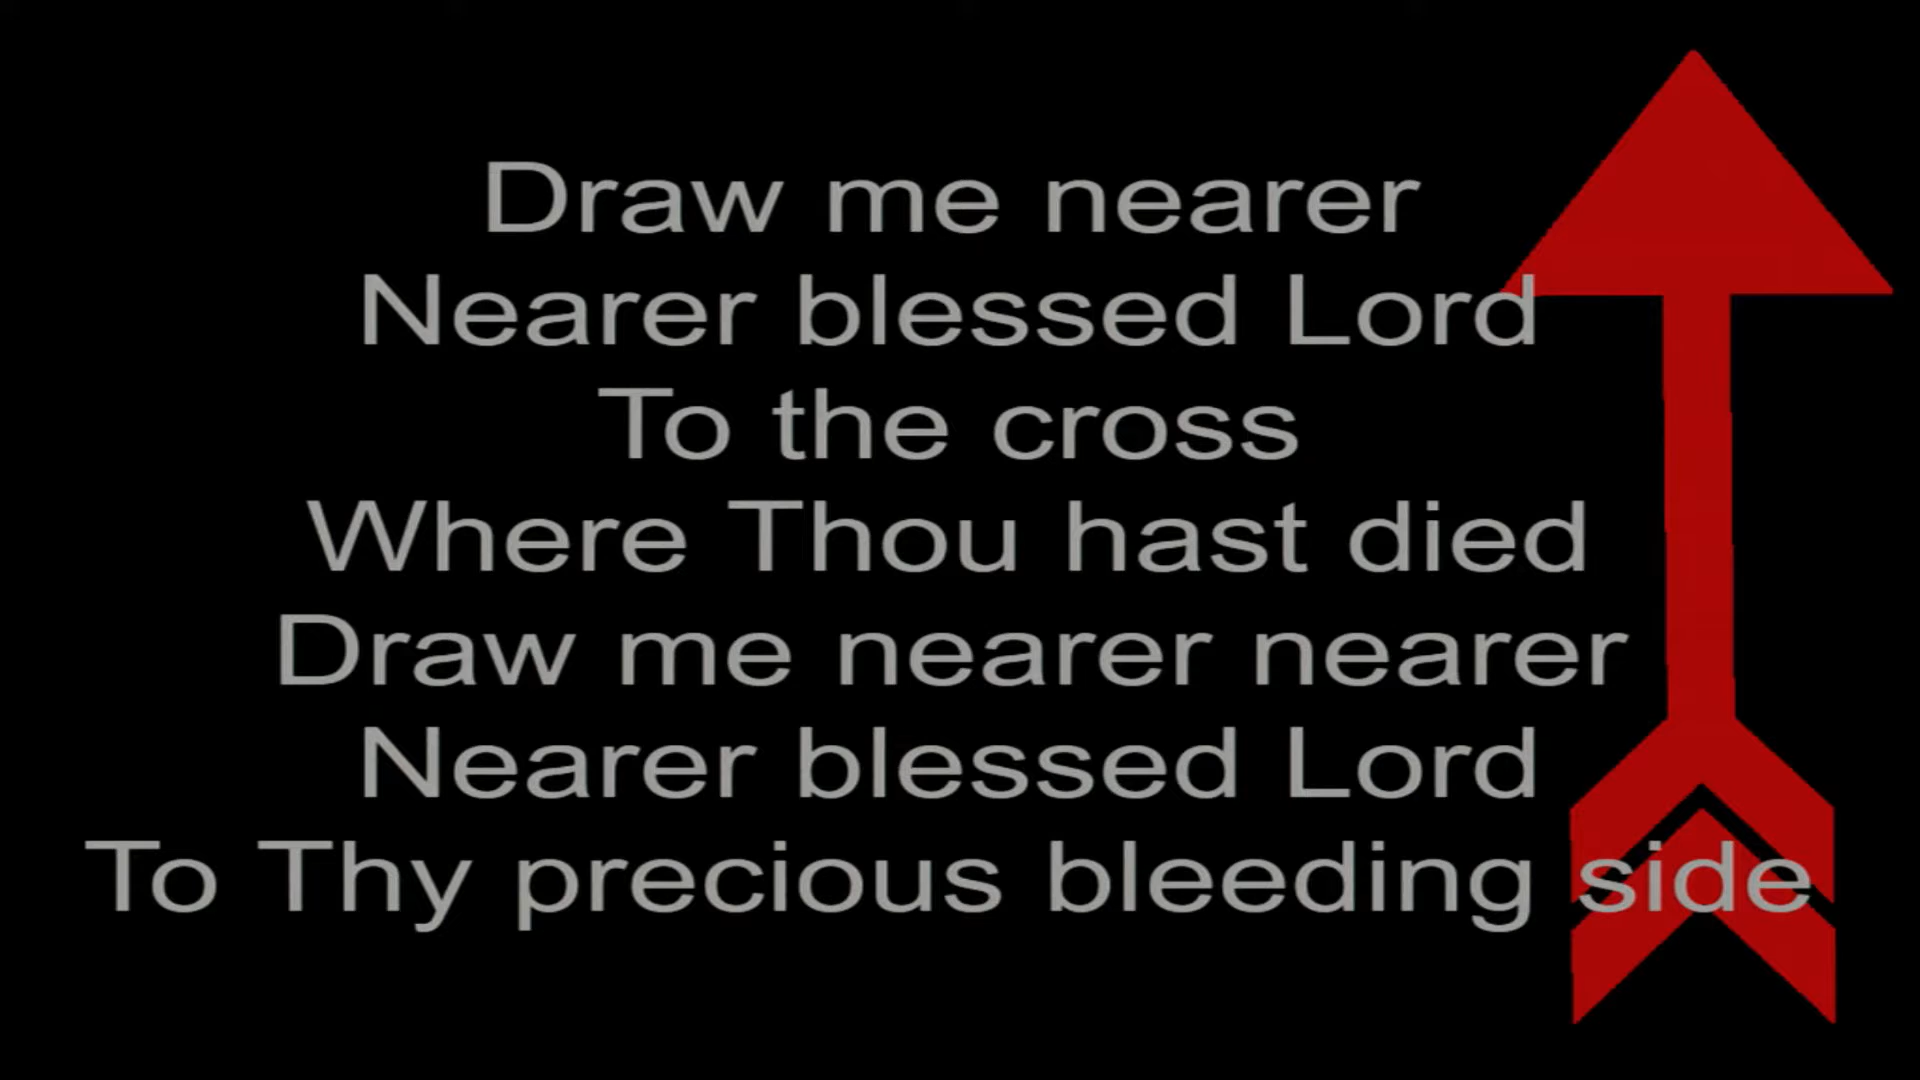 Draw me nearer
Nearer blessed Lord
To the cross
Where Thou hast died
Draw me nearer nearer
Nearer blessed Lord
To Thy precious bleeding side